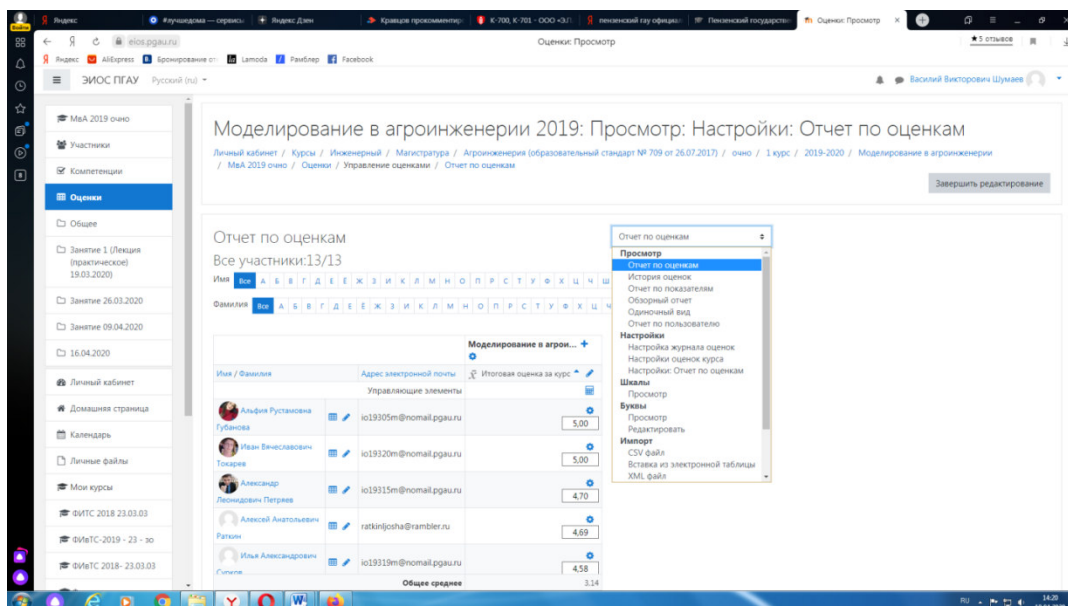 Яндекс
#лучшедома — сервисы
Яндекс Дзен
Кравцов прокомментир
К-700, К-701 - ООО «ЭЛ
пензенский гау официал
Пензенский государстве
Оценки: Просмотр
Войти
eios.pgau.ru
Оценки: Просмотр
5 отзывов
Яндекс
AliExpress
Бронирование от
Lamoda
Рамблер
Facebook
ЭИОС ПГАУ
Русский (ru)
Василий Викторович Шумаев
МвА 2019 очно
Участники
Компетенции
Оценки
Общее
Занятие 1 (Лекция
(практическое)
19.03.2020)
Занятие 26.03.2020
Занятие 09.04.2020
16.04.2020
Личный кабинет
Домашняя страница
Календарь
Личные файлы
Мои курсы
ФИТС 2018 23.03.03
ФИвТС-2019 - 23 - зо
ФИвТС 2018- 23.03.03
Моделирование в агроинженерии 2019: Просмотр: Настройки: Отчет по оценкам
Личный кабинет / Курсы / Инженерный / Магистратура / Агроинженерия (образовательный стандарт № 709 от 26.07.2017) / очно / 1 курс / 2019-2020 / Моделирование в агроинженерии
/ МвА 2019 очно / Оценки / Управление оценками / Отчет по оценкам
Завершить редактирование
Отчет по оценкам
Все участники:13/13
Имя Все А Б В Г Д Е Ё Ж З И К Л М Н О П Р С Т У Ф Х Ц Ч Ш
Фамилия Все А Б В Г Д Е Ё Ж З И К Л М Н О П Р С Т У Ф Х Ц Ч
Моделирование в агрои...
Имя / Фамилия
Адрес электронной почты
Итоговая оценка за курс
Управляющие элементы
Альфия Рустамовна
Губанова
io19305m@nomail.pgau.ru
5,00
Иван Вячеславович
Токарев
io19320m@nomail.pgau.ru
5,00
Александр
Леонидович Петряев
io19315m@nomail.pgau.ru
4,70
Алексей Анатольевич
Раткин
ratkinljosha@rambler.ru
4,69
Илья Александрович
Сурков
io19319m@nomail.pgau.ru
4,58
Общее среднее
3,14
Отчет по оценкам
Просмотр
Отчет по оценкам
История оценок
Отчет по показателям
Обзорный отчет
Одиночный вид
Отчет по пользователю
Настройки
Настройка журнала оценок
Настройки оценок курса
Настройки: Отчет по оценкам
Шкалы
Просмотр
Буквы
Просмотр
Редактировать
Импорт
CSV файл
Вставка из электронной таблицы
XML файл
RU
14:20